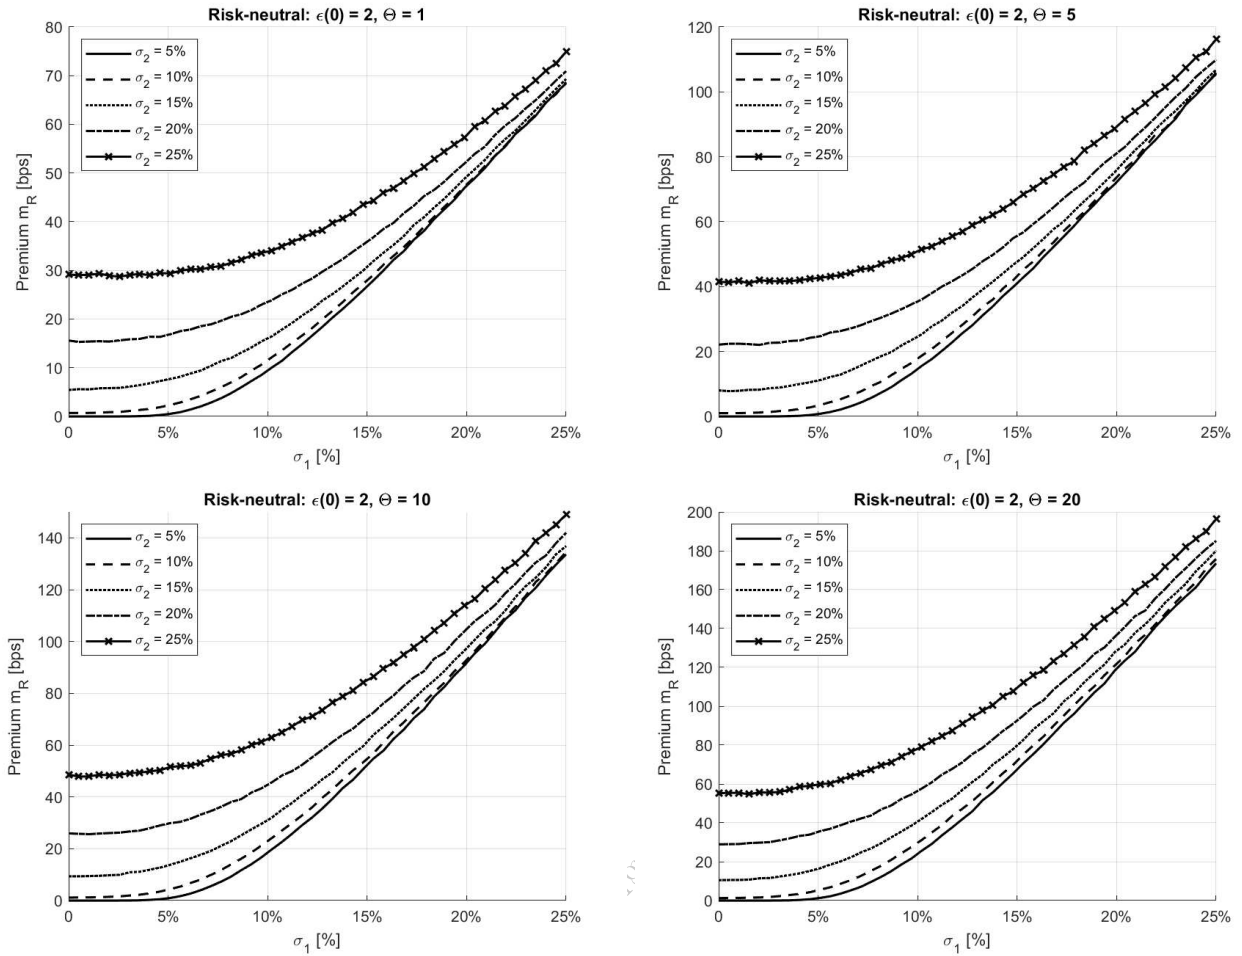 Risk-neutral: ϵ(0) = 2, Θ = 1
80
70
60
50
40
30
20
10
0
Premium m_R [bps]
σ_2 = 5%
σ_2 = 10%
σ_2 = 15%
σ_2 = 20%
σ_2 = 25%
0 5% 10% 15% 20% 25%
σ_1 [%]
Risk-neutral: ϵ(0) = 2, Θ = 5
120
100
80
60
40
20
0
Premium m_R [bps]
σ_2 = 5%
σ_2 = 10%
σ_2 = 15%
σ_2 = 20%
σ_2 = 25%
0 5% 10% 15% 20% 25%
σ_1 [%]
Risk-neutral: ϵ(0) = 2, Θ = 10
140
120
100
80
60
40
20
0
Premium m_R [bps]
σ_2 = 5%
σ_2 = 10%
σ_2 = 15%
σ_2 = 20%
σ_2 = 25%
0 5% 10% 15% 20% 25%
σ_1 [%]
Risk-neutral: ϵ(0) = 2, Θ = 20
200
180
160
140
120
100
80
60
40
20
0
Premium m_R [bps]
σ_2 = 5%
σ_2 = 10%
σ_2 = 15%
σ_2 = 20%
σ_2 = 25%
0 5% 10% 15% 20% 25%
σ_1 [%]